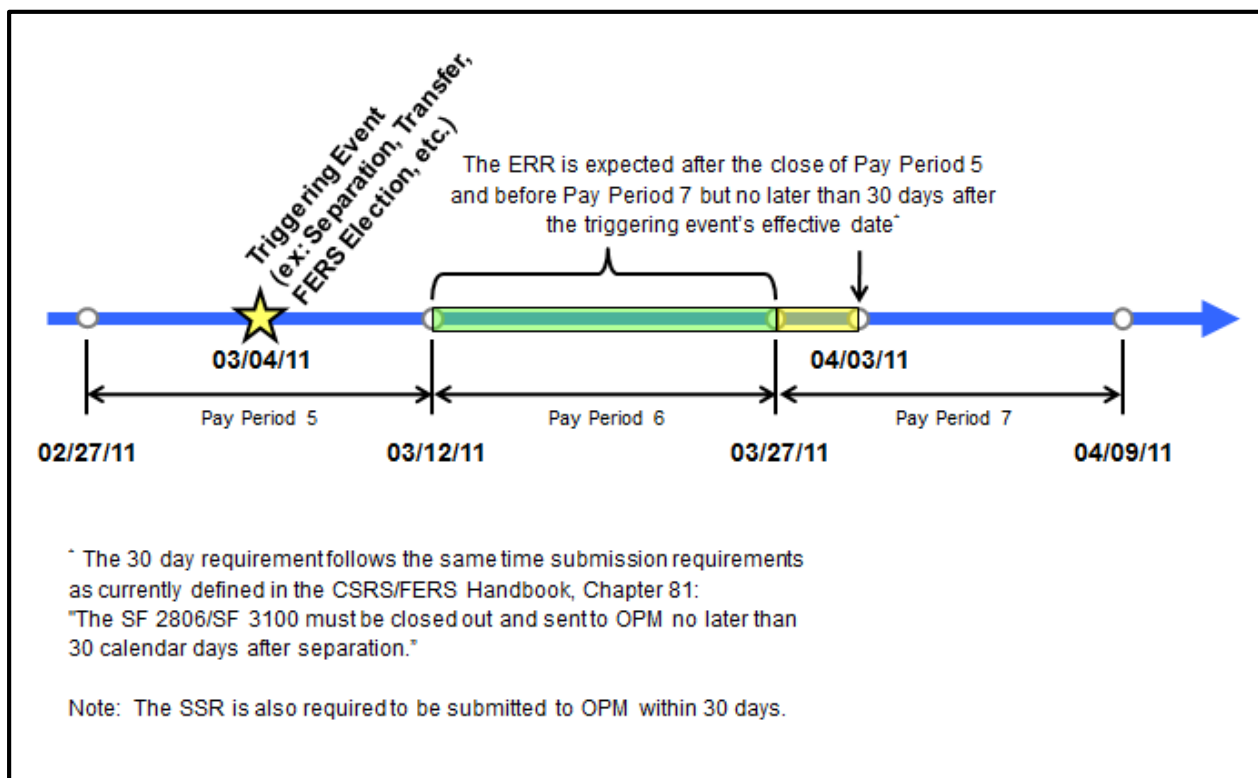 Triggering Event
(ex: Separation, Transfer,
FERS Election, etc.)
The ERR is expected after the close of Pay Period 5
and before Pay Period 7 but no later than 30 days after
the triggering event's effective date^
03/04/11
04/03/11
Pay Period 5
Pay Period 6
Pay Period 7
02/27/11
03/12/11
03/27/11
04/09/11
^ The 30 day requirement follows the same time submission requirements
as currently defined in the CSRS/FERS Handbook, Chapter 81:
"The SF 2806/SF 3100 must be closed out and sent to OPM no later than
30 calendar days after separation."
Note: The SSR is also required to be submitted to OPM within 30 days.